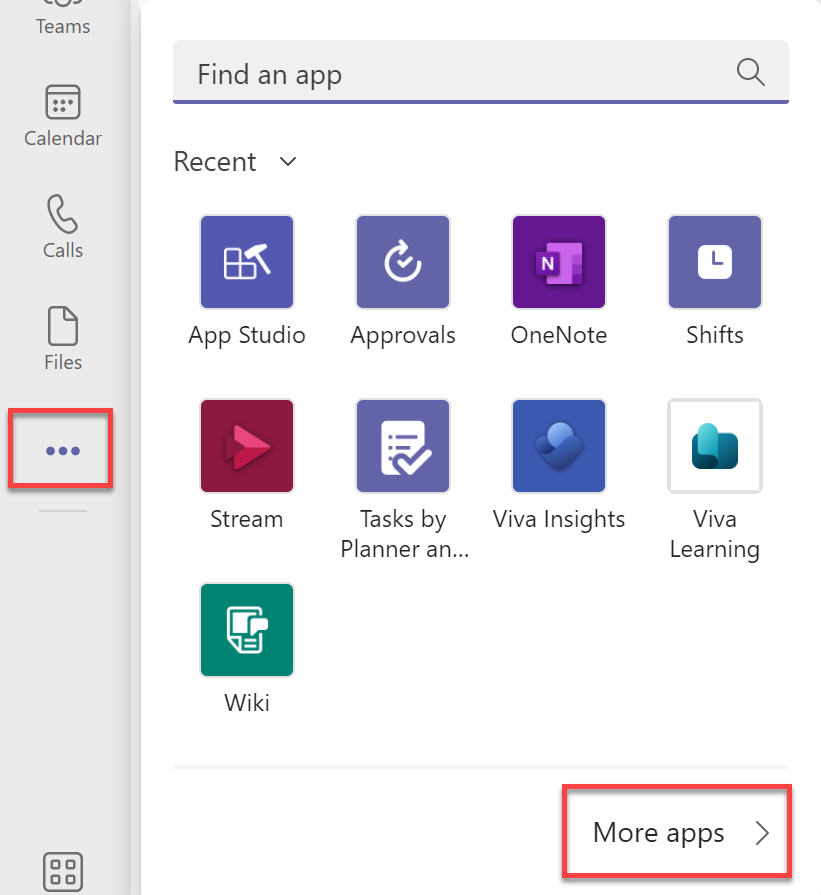 Teams
Calendar
Calls
Files
Find an app
Recent
App Studio
Approvals
N
OneNote
Shifts
Stream
Tasks by
Planner an...
Viva Insights
Viva
Learning
Wiki
More apps